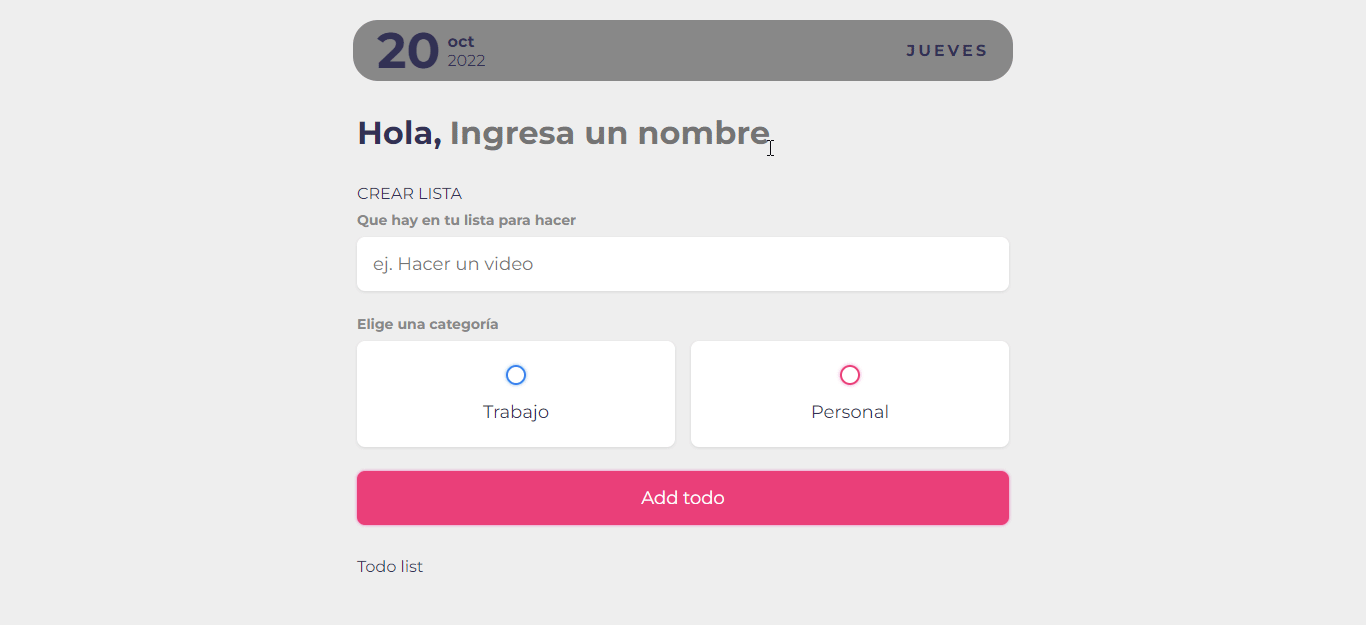 20 oct
2022
JUEVES
Hola, Ingresa un nombre
CREAR LISTA
Que hay en tu lista para hacer
ej. Hacer un video
Elige una categoría
Trabajo
Personal
Add todo
Todo list